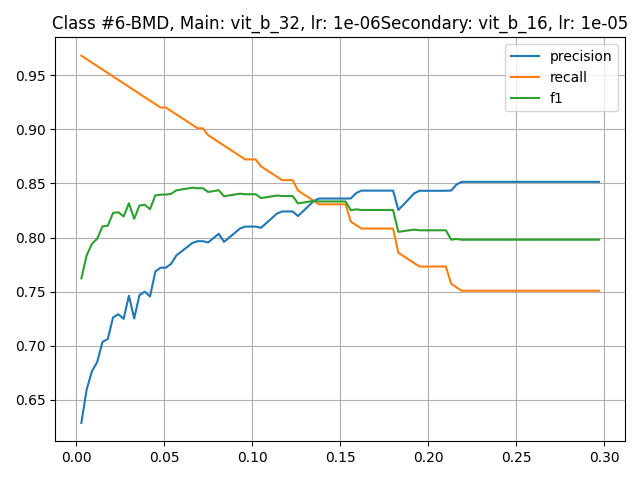 Class #6-BMD, Main: vit_b_32, lr: 1e-06Secondary: vit_b_16, lr: 1e-05
precision
recall
f1
0.95
0.90
0.85
0.80
0.75
0.70
0.65
0.00 0.05 0.10 0.15 0.20 0.25 0.30